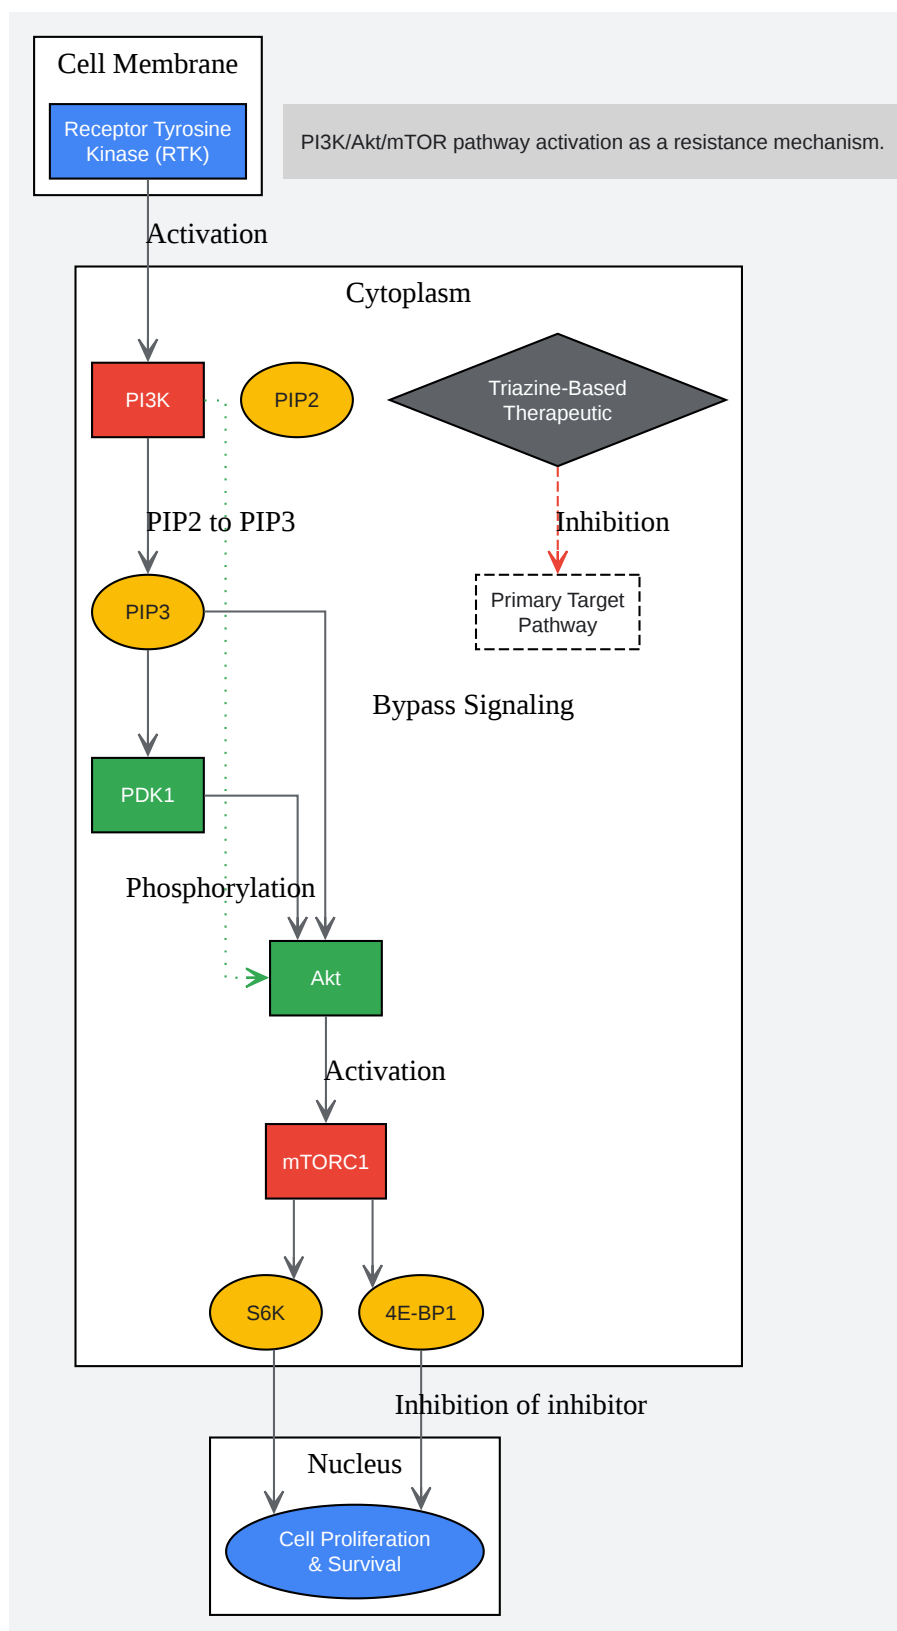 Cell Membrane
Receptor Tyrosine
Kinase (RTK)
PI3K/Akt/mTOR pathway activation as a resistance mechanism.
Activation
Cytoplasm
PI3K
PIP2
Triazine-Based
Therapeutic
PIP2 to PIP3
Inhibition
PIP3
Primary Target
Pathway
Bypass Signaling
PDK1
Phosphorylation
Akt
Activation
mTORC1
S6K
4E-BP1
Inhibition of inhibitor
Nucleus
Cell Proliferation
& Survival